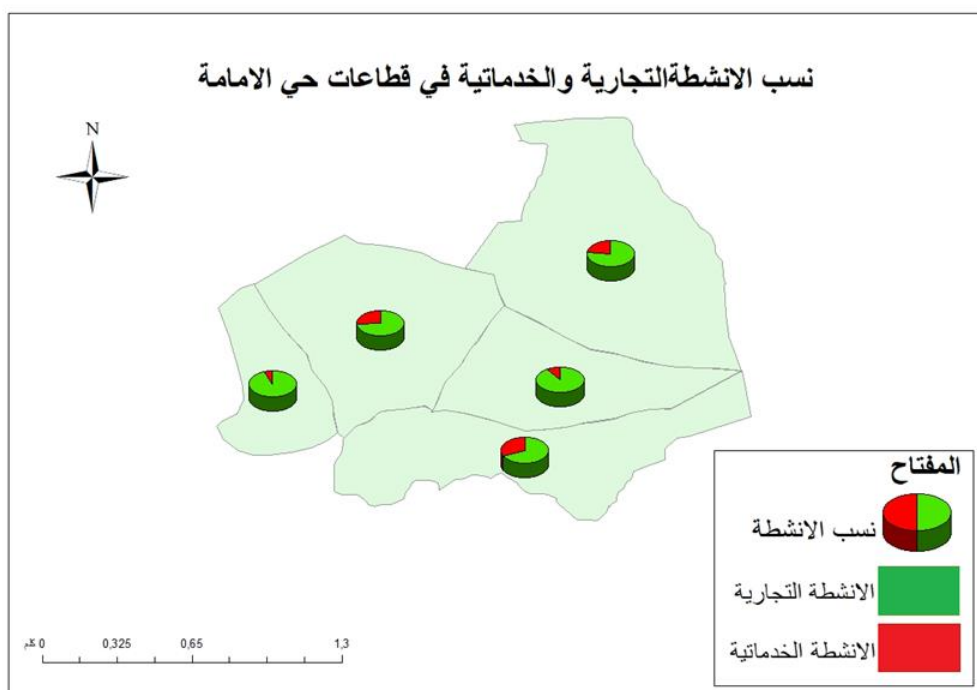 نسب الانشطةالتجارية والخدماتية في قطاعات حي الامامة
N
المفتاح
نسب الانشطة
الانشطة التجارية
الانشطة الخدماتية
0 كلم 0,325 0,65 1,3